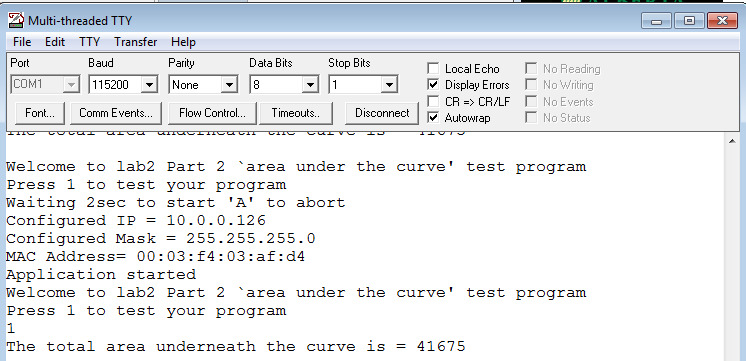 Multi-threaded TTY
File Edit TTY Transfer Help
Port Baud Parity Data Bits Stop Bits
COM1 115200 None 8 1
Local Echo No Reading
Display Errors No Writing
CR => CR/LF No Events
Autowrap No Status
Font... Comm Events... Flow Control... Timeouts.. Disconnect
The total area underneath the curve is = 41675
Welcome to lab2 Part 2 `area under the curve' test program
Press 1 to test your program
Waiting 2sec to start 'A' to abort
Configured IP = 10.0.0.126
Configured Mask = 255.255.255.0
MAC Address= 00:03:f4:03:af:d4
Application started
Welcome to lab2 Part 2 `area under the curve' test program
Press 1 to test your program
1
The total area underneath the curve is = 41675